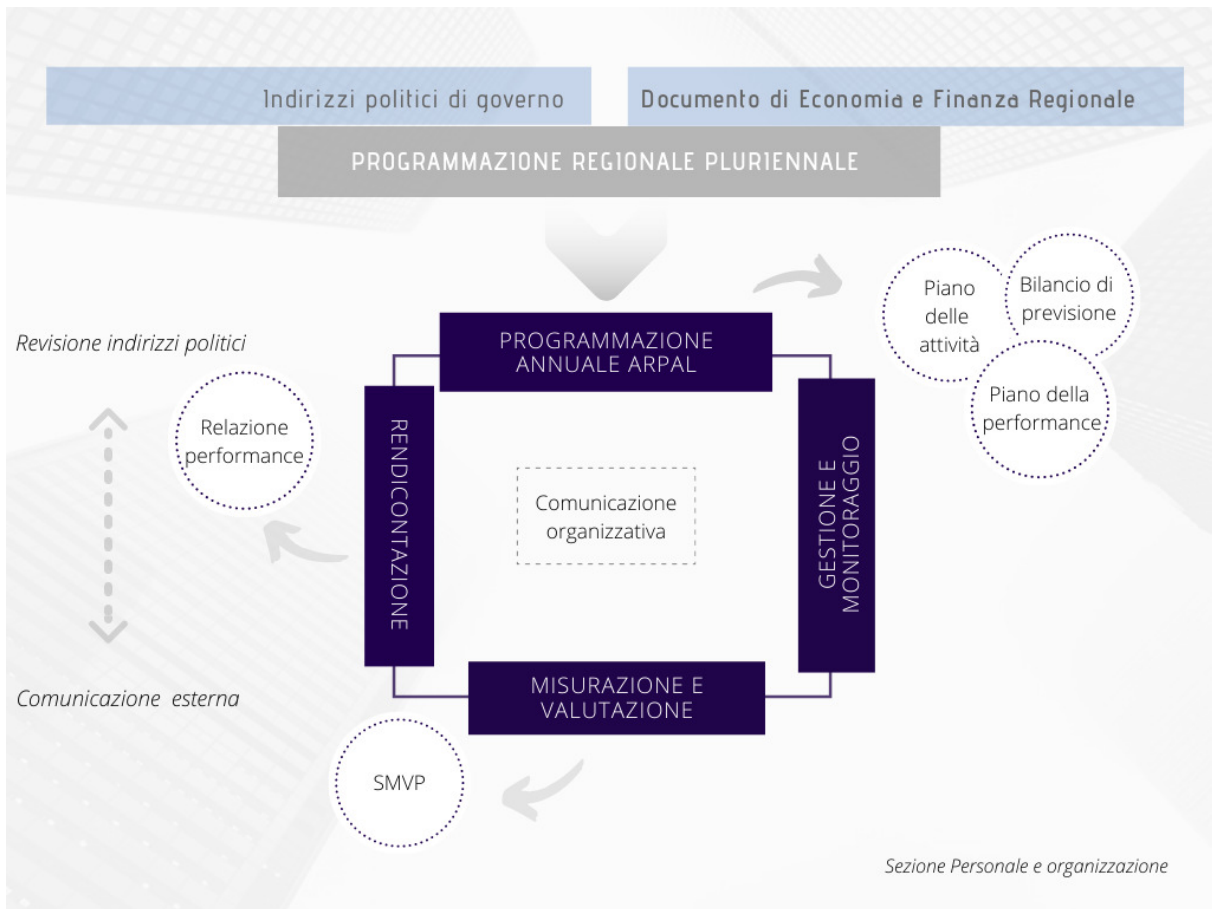 Indirizzi politici di governo
Documento di Economia e Finanza Regionale
PROGRAMMAZIONE REGIONALE PLURIENNALE
Piano
delle
attività
Bilancio di
previsione
Piano della
performance
PROGRAMMAZIONE
ANNUALE ARPAL
Revisione indirizzi politici
Relazione
performance
RENDICONTAZIONE
Comunicazione
organizzativa
GESTIONE E
MONITORAGGIO
Comunicazione esterna
MISURAZIONE E
VALUTAZIONE
SMVP
Sezione Personale e organizzazione